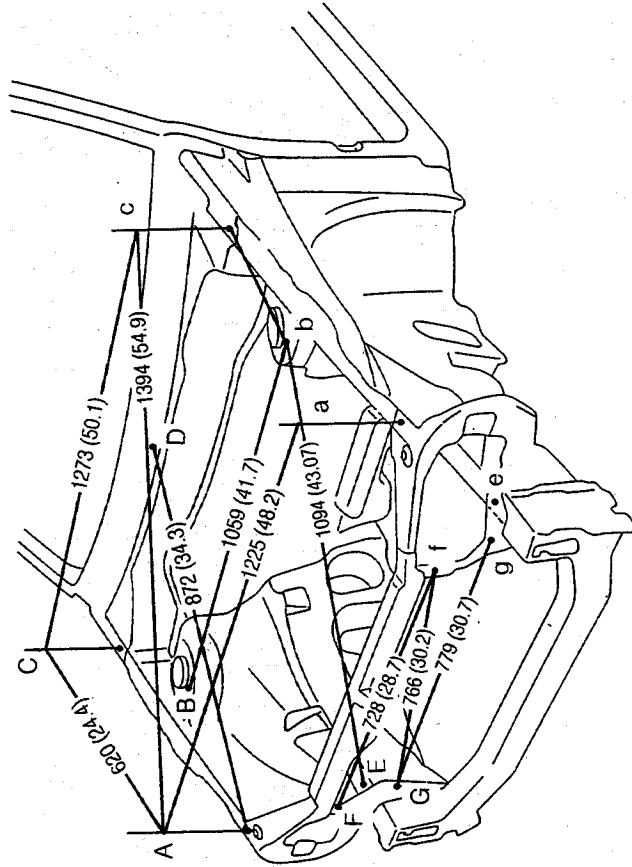 C
c
1273 (50.1)
620 (24.4)
1394 (54.9)
A
D
b
B
872 (34.3)
1059 (41.7)
1225 (48.2)
a
1094 (43.07)
e
f
g
728 (28.7)
766 (30.2)
779 (30.7)
E
F
G